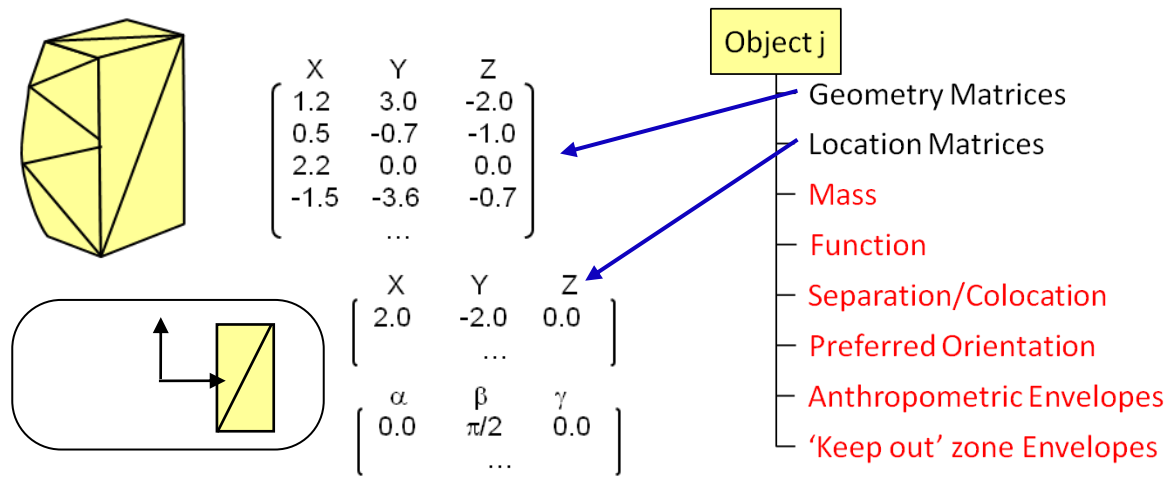 Object j
Geometry Matrices
Location Matrices
Mass
Function
Separation/Colocation
Preferred Orientation
Anthropometric Envelopes
‘Keep out’ zone Envelopes
X Y Z
1.2 3.0 -2.0
0.5 -0.7 -1.0
2.2 0.0 0.0
-1.5 -3.6 -0.7
...
X Y Z
2.0 -2.0 0.0
...
α β γ
0.0 π/2 0.0
...